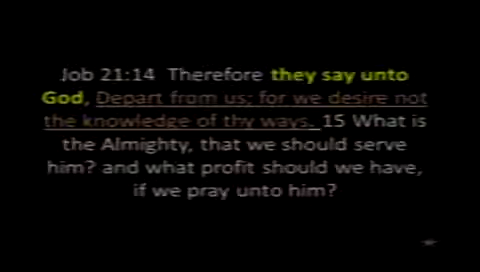 Job 21:14 Therefore they say unto
God, Depart from us; for we desire not
the knowledge of thy ways. 15 What is
the Almighty, that we should serve
him? and what profit should we have,
if we pray unto him?